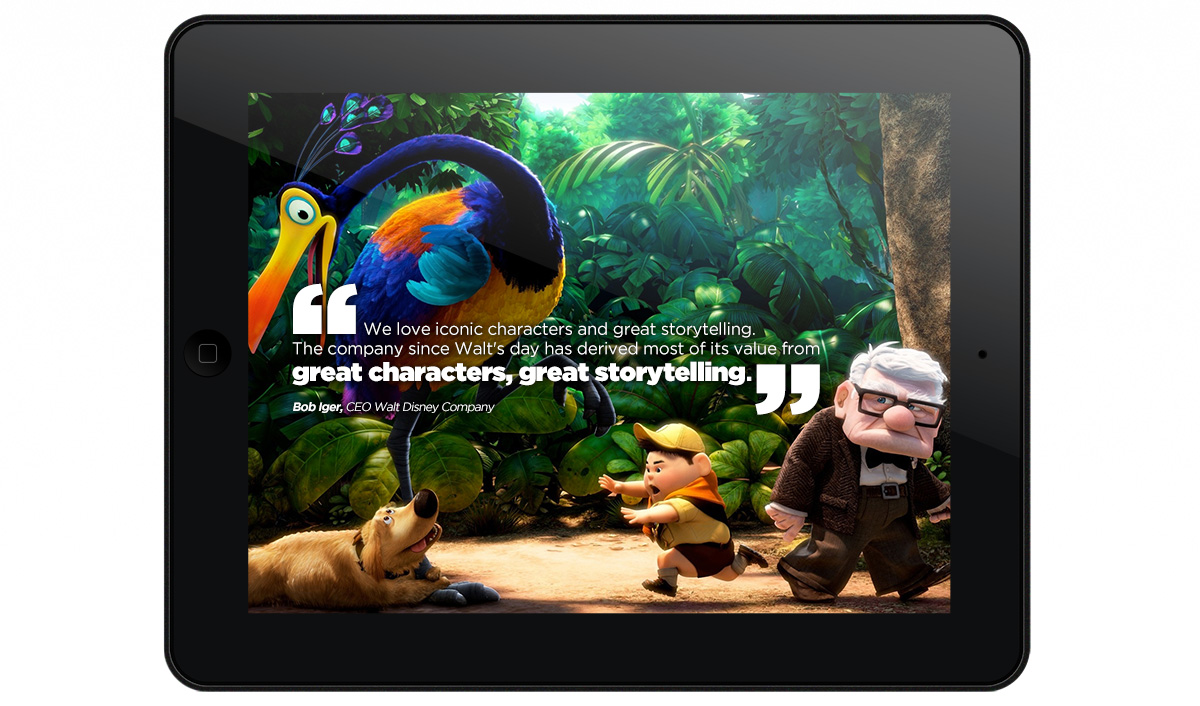 “ We love iconic characters and great storytelling.
The company since Walt's day has derived most of its value from
great characters, great storytelling. ”
Bob Iger, CEO Walt Disney Company